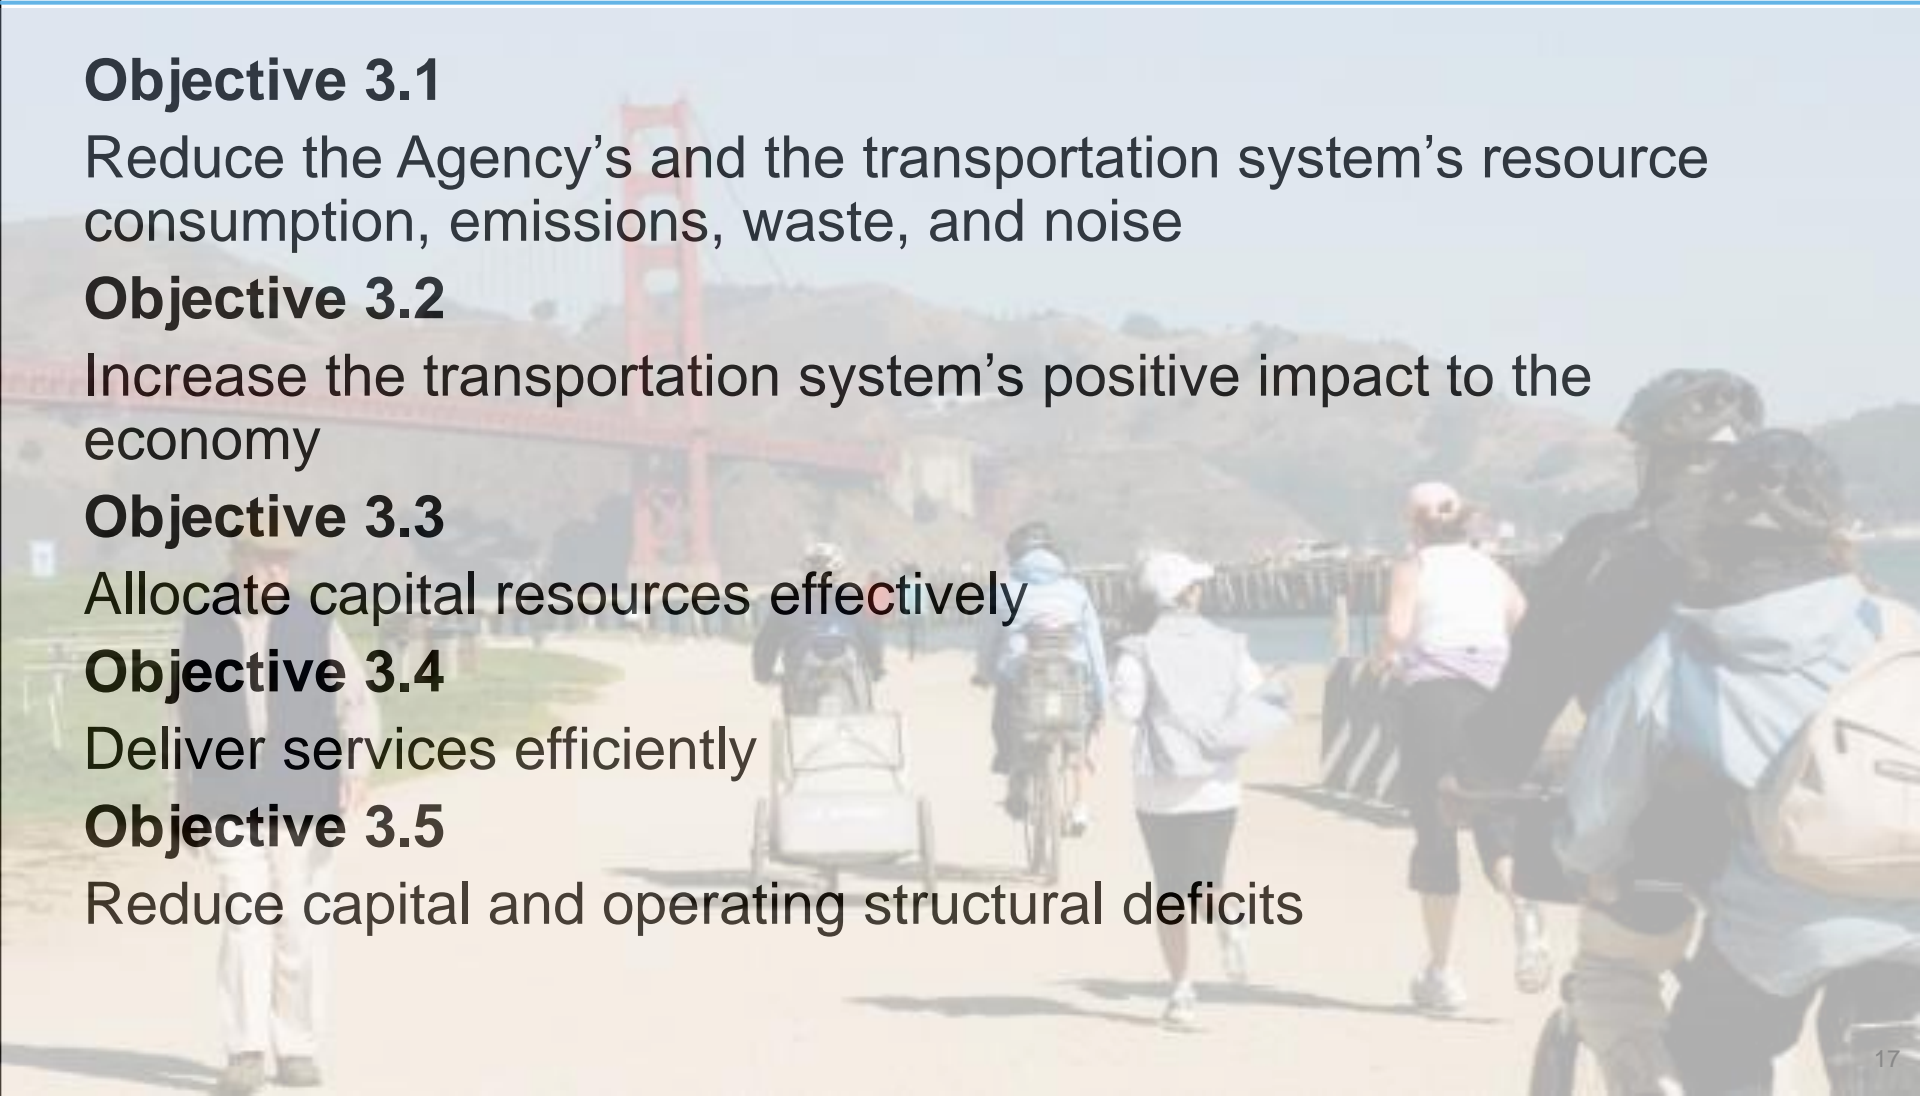 Objective 3.1
Reduce the Agency’s and the transportation system’s resource
consumption, emissions, waste, and noise
Objective 3.2
Increase the transportation system’s positive impact to the
economy
Objective 3.3
Allocate capital resources effectively
Objective 3.4
Deliver services efficiently
Objective 3.5
Reduce capital and operating structural deficits
17